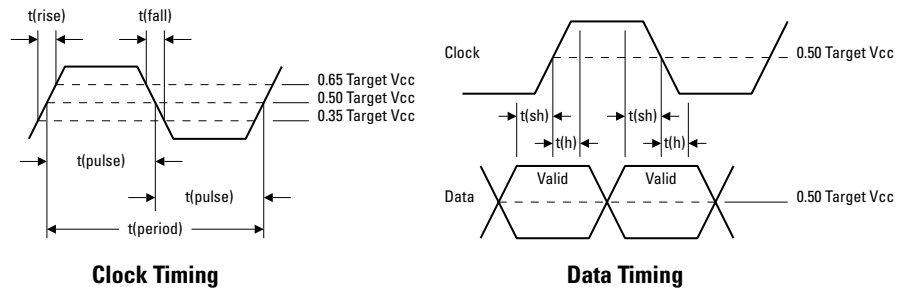 t(rise)
t(fall)
0.65 Target Vcc
0.50 Target Vcc
0.35 Target Vcc
t(pulse)
t(pulse)
t(period)
Clock Timing
Clock
0.50 Target Vcc
t(sh)
t(sh)
t(h)
t(h)
Valid
Valid
Data
0.50 Target Vcc
Data Timing